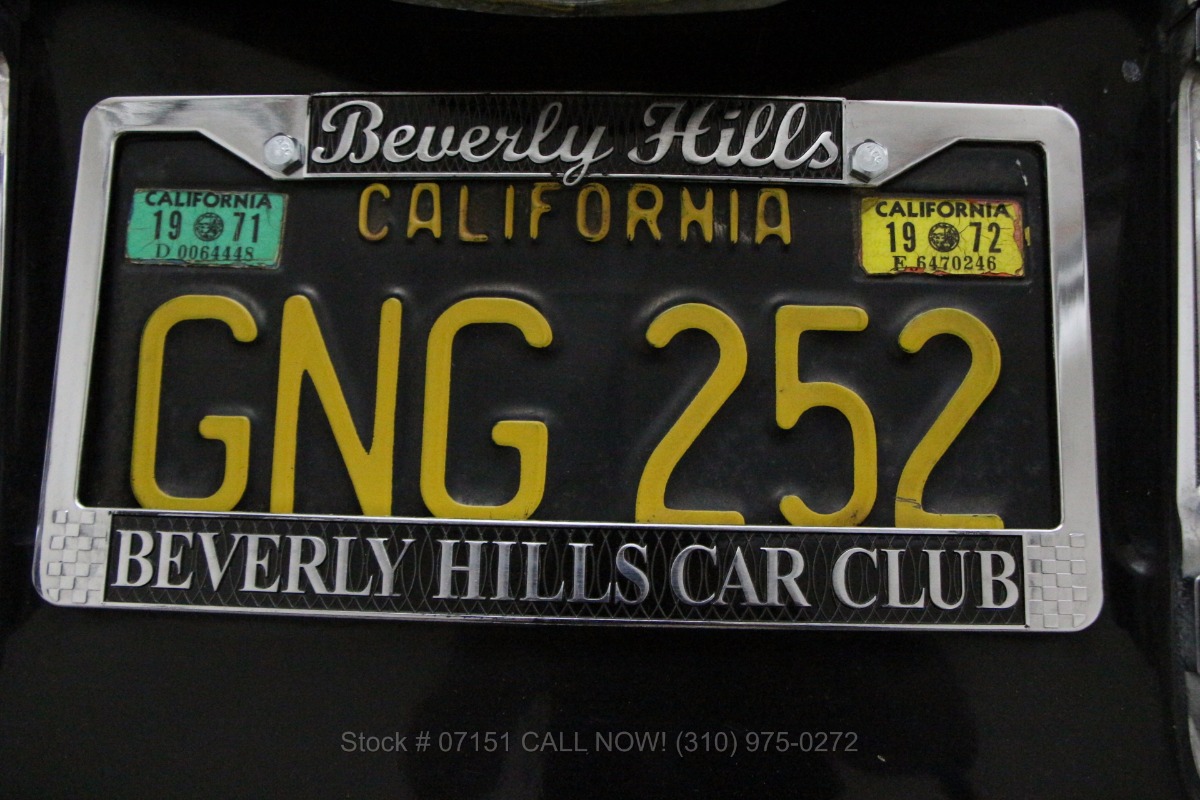 Beverly Hills
CALIFORNIA
CALIFORNIA
19 71
D 0064448
CALIFORNIA
19 72
E 6470246
GNG 252
BEVERLY HILLS CAR CLUB
Stock # 07151 CALL NOW! (310) 975-0272